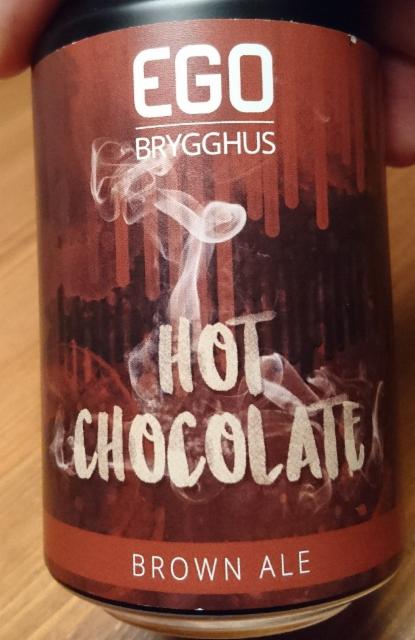 EGO
BRYGGHUS
HOT
CHOCOLATE
BROWN ALE